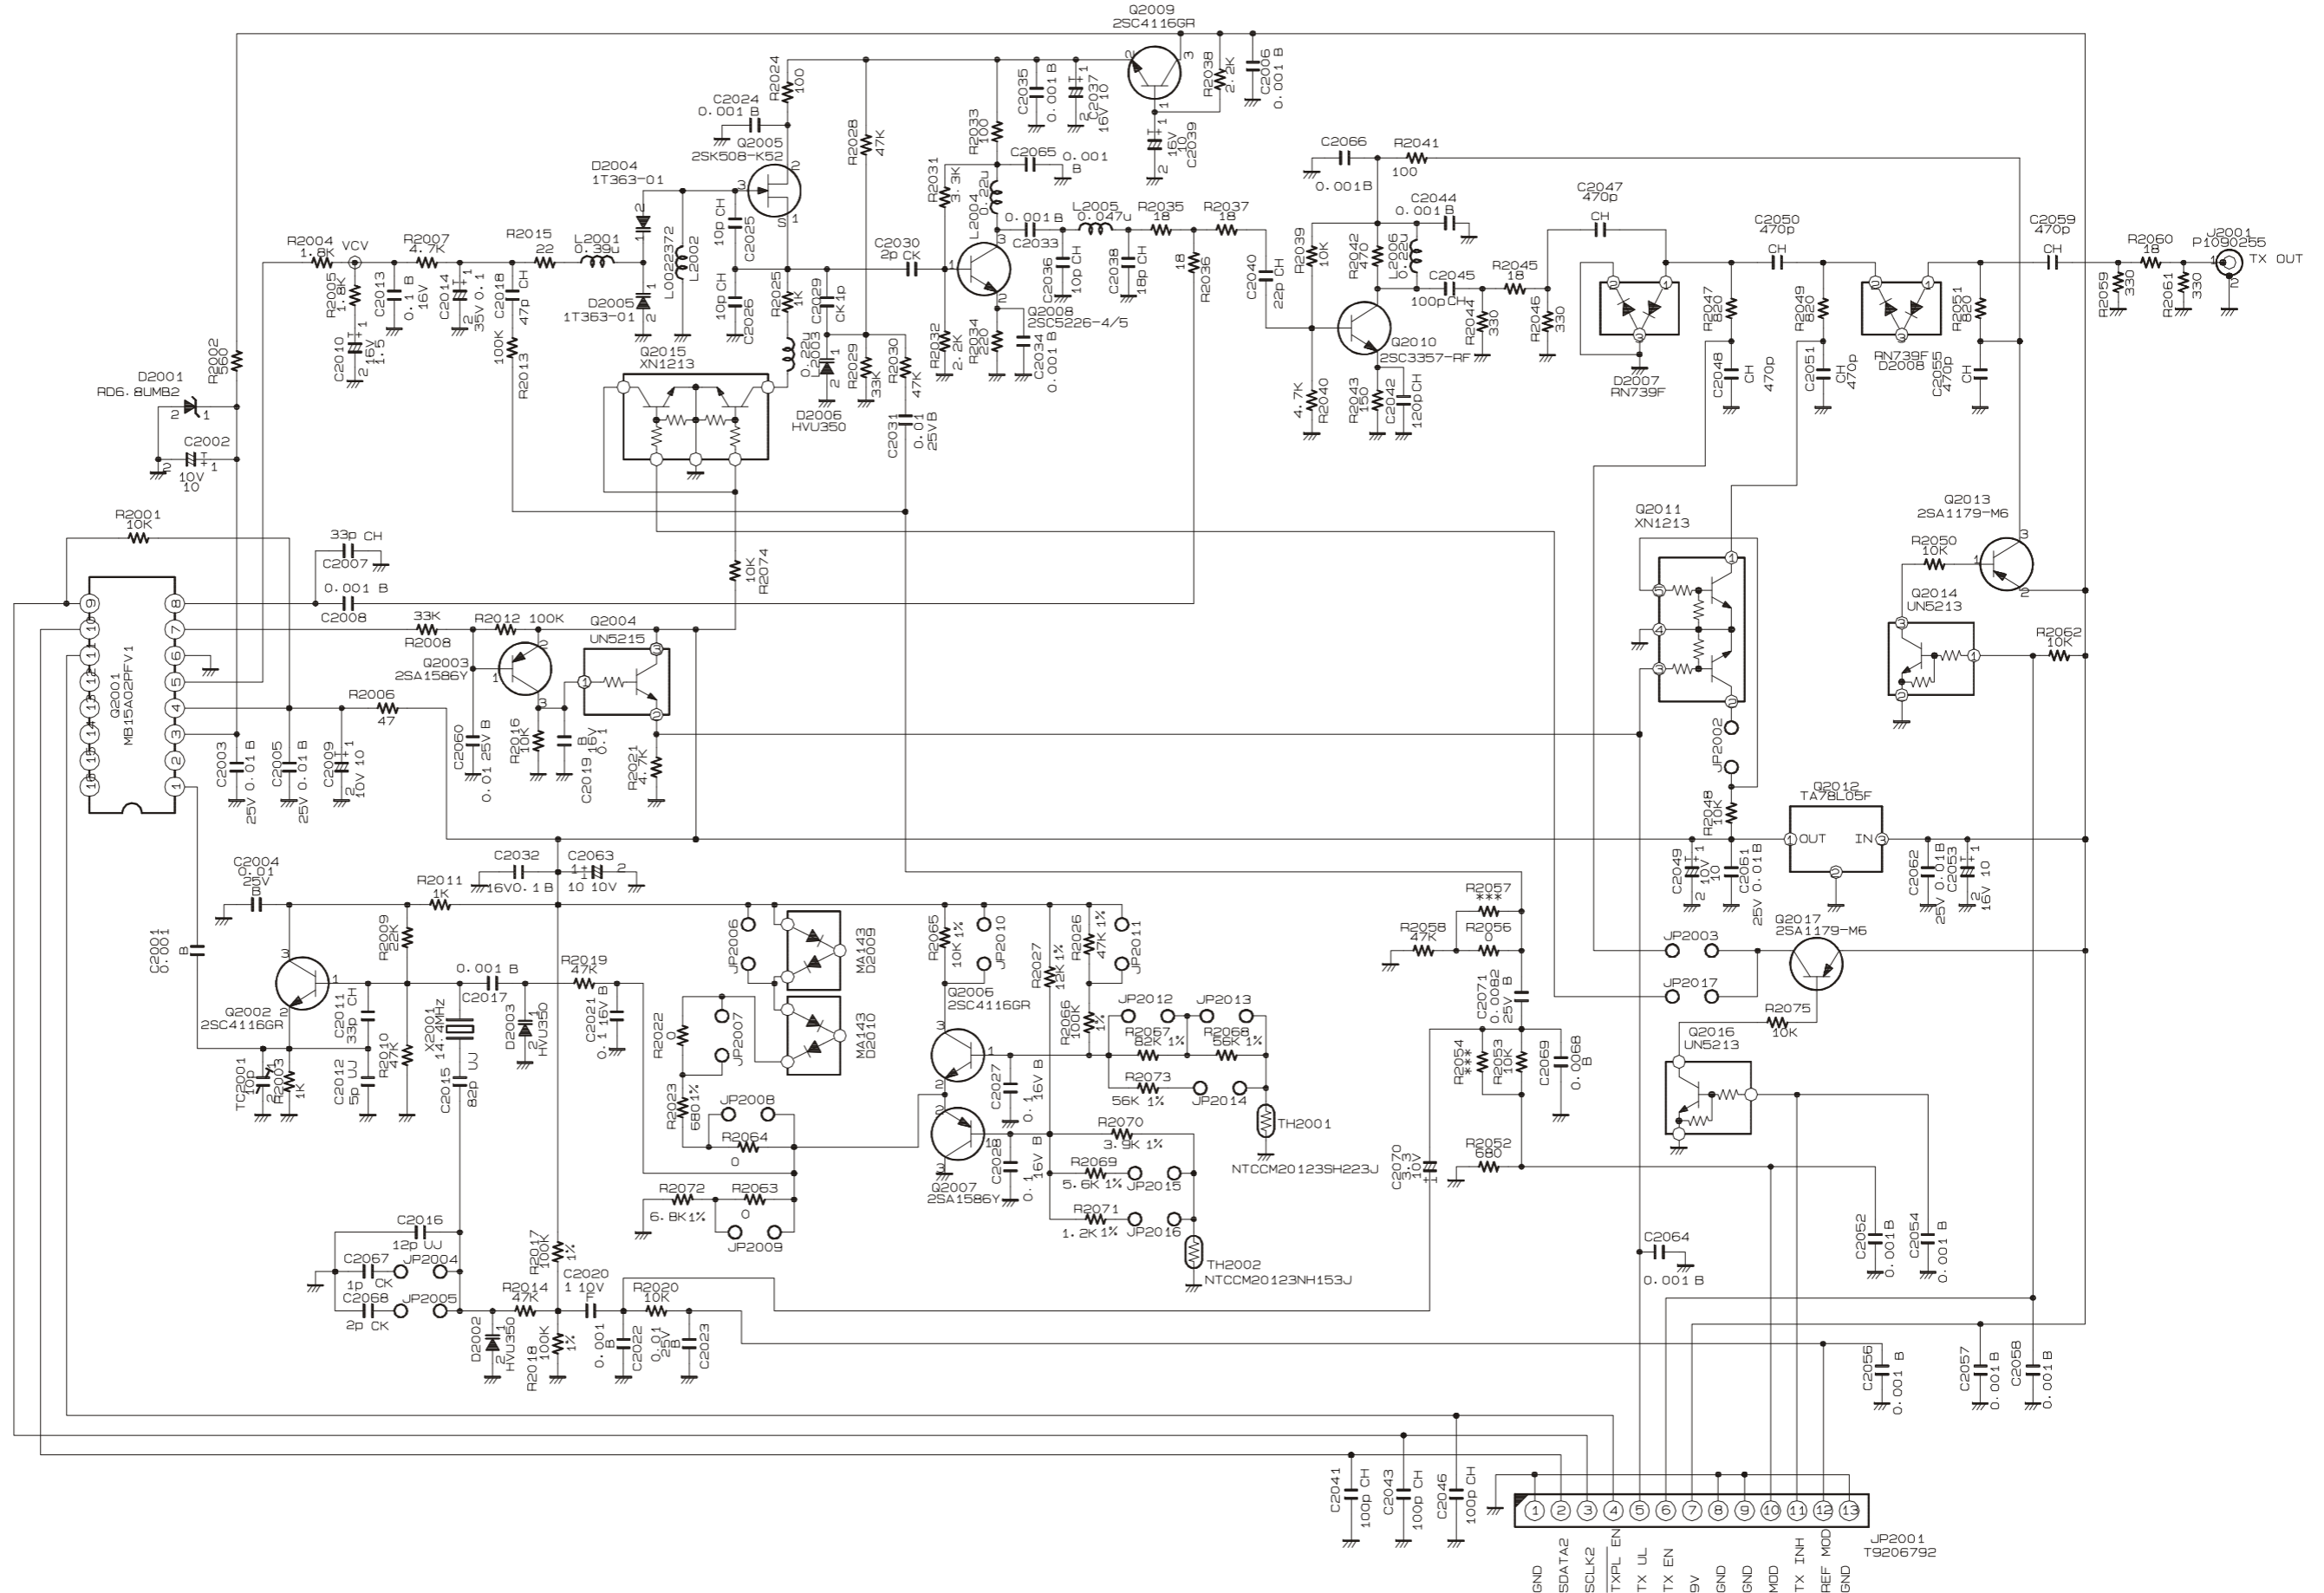 Q2009
2SC4116GR
R2024
100
C2024
0.001 B
Q2005
2SK508-K52
D2004
1T363-01
R2028
47K
C2035
0.001 B
C2037
16V 10
R2038
2.2K
C2006
0.001 B
R2033
100
C2039
16V
10
C2065
0.001
B
R2031
3.3K
L2004
0.22u
C2066
0.001B
R2041
100
C2044
0.001 B
C2047
470p
CH
C2050
470p
CH
C2059
470p
CH
R2060
18
J2001
P1090255
TX OUT
R2004
1.8K
VCV
R2007
4.7K
R2015
22
L2001
0.39u
L2002
L0022372
C2025
10p CH
C2030
2p CK
0.001 B
C2033
L2005
0.047u
R2035
18
R2037
18
R2039
10K
R2042
470
L2006
0.22u
C2045
100p CH
R2045
18
R2005
1.8K
C2013
0.1 B
16V
C2014
35V 0.1
C2018
47p CH
D2005
1T363-01
C2026
10p CH
R2025
1K
C2029
CK 1p
Q2008
2SC5226-4/5
C2036
10p CH
C2038
18p CH
R2036
18
C2040
22p CH
Q2010
2SC3357-RF
R2044
330
R2046
330
D2007
RN739F
R2047
820
R2049
820
RN739F
D2008
R2051
820
R2059
330
R2061
330
C2010
16V
1.5
R2002
560
D2001
RD6.8UMB2
C2002
10V
10
R2013
100K
Q2015
XN1213
L2003
0.22u
D2006
HVU350
R2029
33K
R2030
47K
C2031
0.01
25V B
R2032
2.2K
R2034
220
C2034
0.001 B
R2040
4.7K
R2043
150
C2042
120p CH
C2048
CH
470p
C2051
CH
470p
C2055
470p
CH
R2001
10K
33p CH
C2007
0.001 B
C2008
R2074
10K
Q2011
XN1213
Q2013
2SA1179-M6
R2050
10K
Q2014
UN5213
R2062
10K
Q2001
MB15A02PFV1
33K
R2008
R2012 100K
Q2004
UN5215
Q2003
2SA1586Y
R2006
47
C2003
25V 0.01 B
C2005
25V 0.01 B
C2009
10V 10
C2060
0.01 25V B
R2016
10K
C2019
B
16V
0.1
R2021
4.7K
JP2002
R2048
10K
Q2012
TA78L05F
OUT
IN
C2049
10V
10
C2061
25V 0.01B
C2062
25V 0.01B
C2053
16V 10
C2004
0.01
25V
B
R2011
1K
C2032
16V0.1 B
C2063
10 10V
C2001
0.001
B
R2009
22K
0.001 B
C2017
R2019
47K
JP2006
MA143
D2009
MA143
D2010
R2065
10K 1%
JP2010
R2027
12K 1%
R2026
47K 1%
JP2011
R2058
47K
R2057
***
R2056
0
JP2003
JP2017
Q2017
2SA1179-M6
Q2002
2SC4116GR
C2011
33p CH
X2001
14.4MHz
D2003
HVU350
C2021
0.1 16V B
R2022
0
JP2007
Q2006
2SC4116GR
R2066
100K
1%
JP2012
JP2013
R2067
82K 1%
R2068
56K 1%
R2073
56K 1%
JP2014
C2071
0.0082
25V B
R2054
***
R2053
10K
C2069
0.0068
B
R2075
10K
Q2016
UN5213
TC2001
10p
R2003
1K
C2012
5p UJ
R2010
47K
C2015
82p UJ
R2023
680 1%
JP2008
R2064
0
C2027
0.1 16V B
TH2001
NTCCM20123SH223J
R2070
3.9K 1%
R2069
5.6K 1%
JP2015
R2071
1.2K 1%
JP2016
C2028
0.1 16V B
Q2007
2SA1586Y
R2072
6.8K1%
R2063
0
JP2009
TH2002
NTCCM20123NH153J
C2070
3.3
10V
R2052
680
C2016
12p UJ
C2067
1p CK
JP2004
C2068
2p CK
JP2005
R2017
100K
1%
R2014
47K
C2020
1 10V
F
R2020
10K
D2002
HVU350
R2018
100K
1%
C2022
0.001
B
C2023
0.01
25V
B
C2064
0.001 B
C2052
0.001B
C2054
0.001 B
C2056
0.001 B
C2057
0.001 B
C2058
0.001 B
C2041
100p CH
C2043
100p CH
C2046
100p CH
1 2 3 4 5 6 7 8 9 10 11 12 13
JP2001
T9206792
GND
SDATA2
SCLK2
TXPL EN
TX UL
TX EN
9V
GND
GND
MOD
TX INH
REF MOD
GND